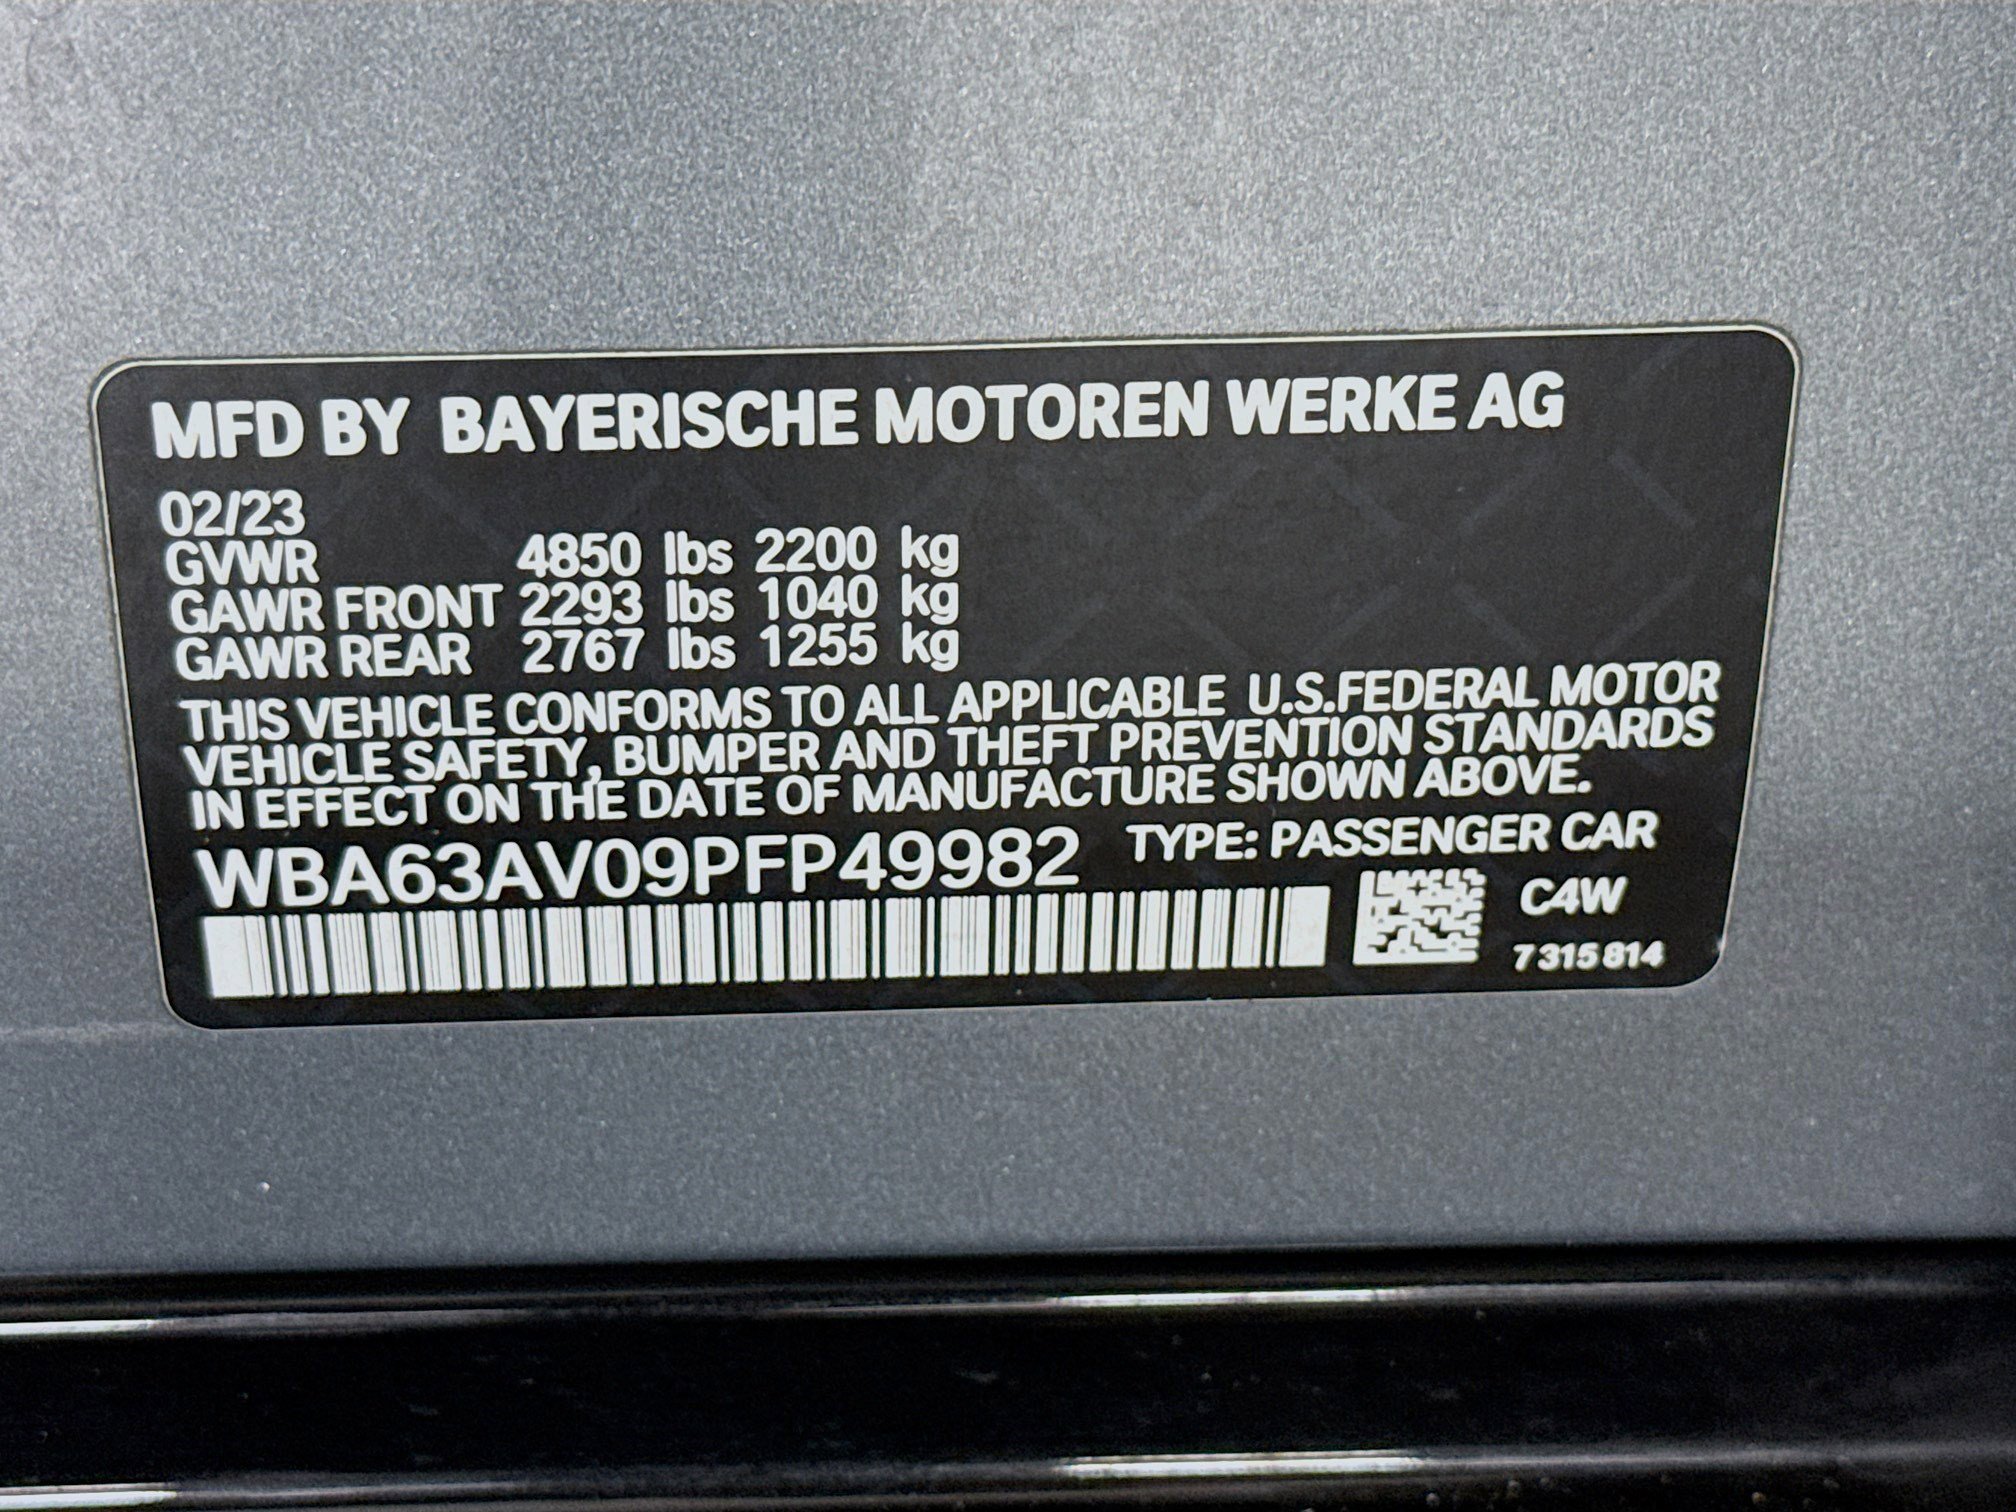 MFD BY BAYERISCHE MOTOREN WERKE AG
02/23
GVWR 4850 lbs 2200 kg
GAWR FRONT 2293 lbs 1040 kg
GAWR REAR 2767 lbs 1255 kg
THIS VEHICLE CONFORMS TO ALL APPLICABLE U.S.FEDERAL MOTOR
VEHICLE SAFETY, BUMPER AND THEFT PREVENTION STANDARDS
IN EFFECT ON THE DATE OF MANUFACTURE SHOWN ABOVE.
WBA63AV09PFP49982 TYPE: PASSENGER CAR
C4W
7 315 814